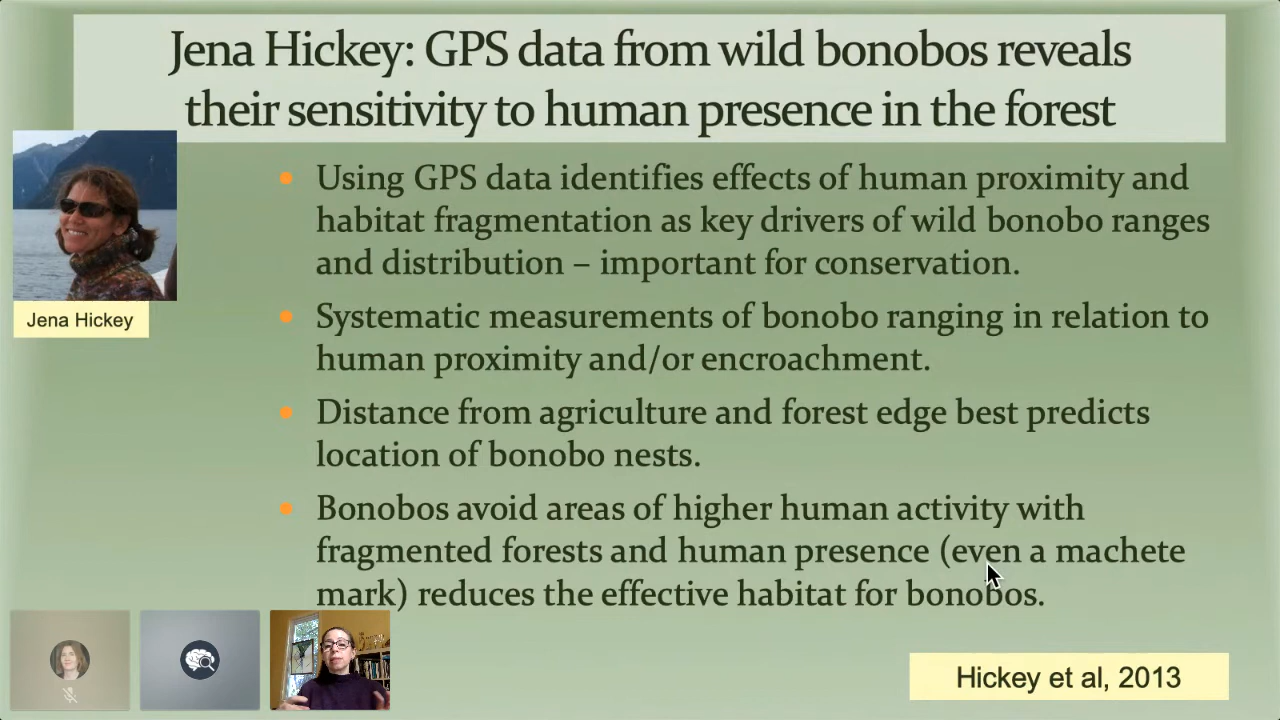 Jena Hickey: GPS data from wild bonobos reveals
their sensitivity to human presence in the forest
Jena Hickey
• Using GPS data identifies effects of human proximity and
habitat fragmentation as key drivers of wild bonobo ranges
and distribution – important for conservation.
• Systematic measurements of bonobo ranging in relation to
human proximity and/or encroachment.
• Distance from agriculture and forest edge best predicts
location of bonobo nests.
• Bonobos avoid areas of higher human activity with
fragmented forests and human presence (even a machete
mark) reduces the effective habitat for bonobos.
Hickey et al, 2013